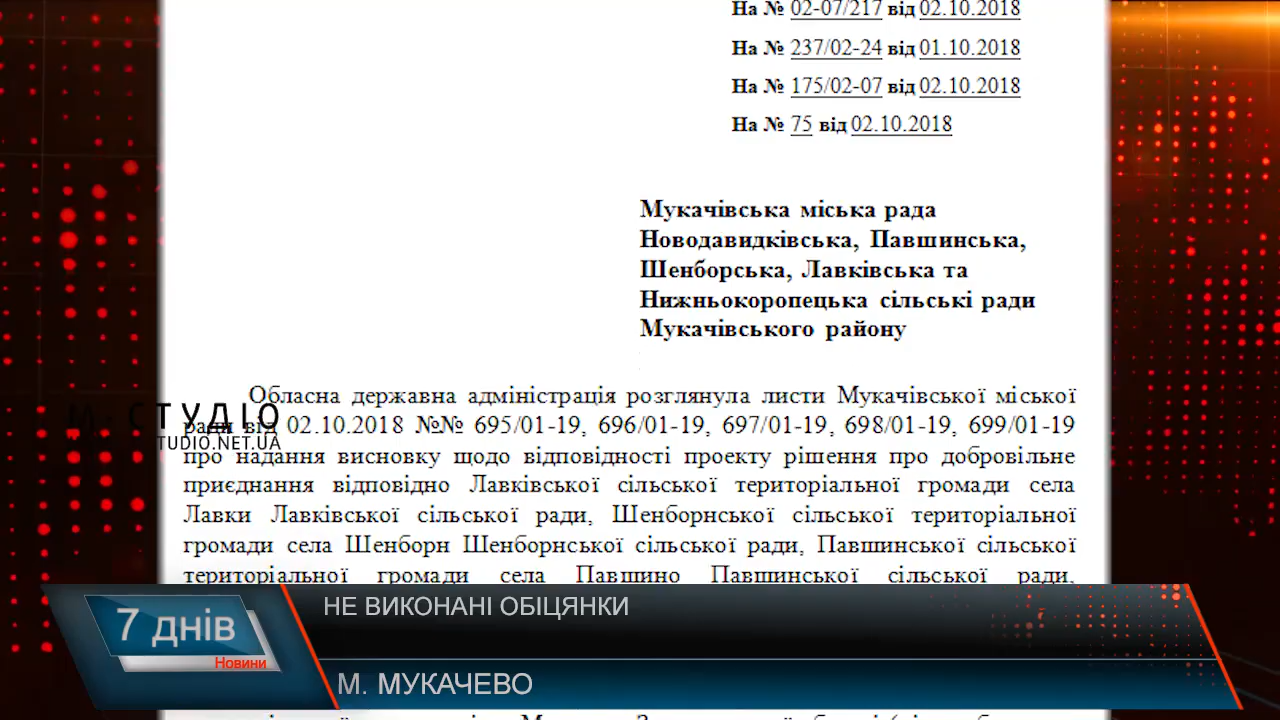 На № 02-07/217 від 02.10.2018
На № 237/02-24 від 01.10.2018
На № 175/02-07 від 02.10.2018
На № 75 від 02.10.2018
Мукачівська міська рада
Новодавидківська, Павшинська,
Шенборська, Лавківська та
Нижньокоропецька сільські ради
Мукачівського району
Обласна державна адміністрація розглянула листи Мукачівської міської
ради від 02.10.2018 №№ 695/01-19, 696/01-19, 697/01-19, 698/01-19, 699/01-19
про надання висновку щодо відповідності проекту рішення про добровільне
приєднання відповідно Лавківської сільської територіальної громади села
Лавки Лавківської сільської ради, Шенборнської сільської територіальної
громади села Шенборн Шенборнської сільської ради, Павшинської сільської
територіальної громади села Павшино Павшинської сільської ради,
СТУДІО
STUDIO.NET.UA
НЕ ВИКОНАНІ ОБІЦЯНКИ
7 днів
Новини
М. МУКАЧЕВО